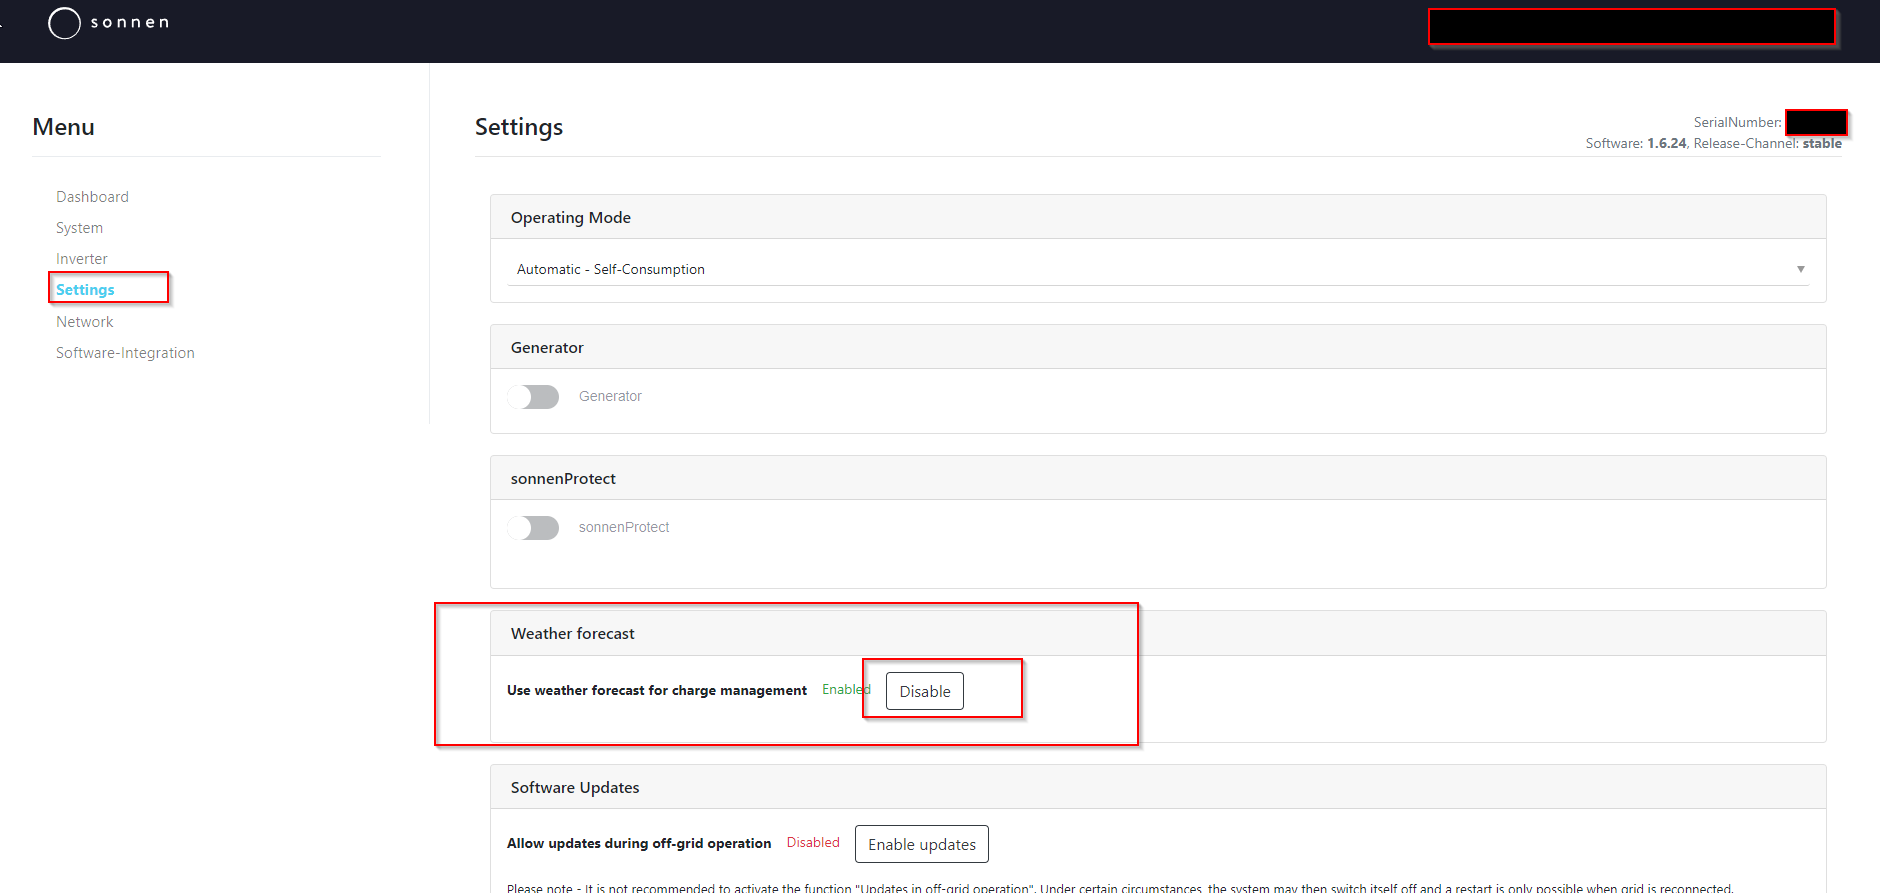 sonnen
Menu
Dashboard
System
Inverter
Settings
Network
Software-Integration
Settings
SerialNumber:
Software: 1.6.24, Release-Channel: stable
Operating Mode
Automatic - Self-Consumption
Generator
Generator
sonnenProtect
sonnenProtect
Weather forecast
Use weather forecast for charge management Enabled Disable
Software Updates
Allow updates during off-grid operation Disabled Enable updates
Please note - It is not recommended to activate the function "Updates in off-grid operation". Under certain circumstances, the system may then switch itself off and a restart is only possible when grid is reconnected.